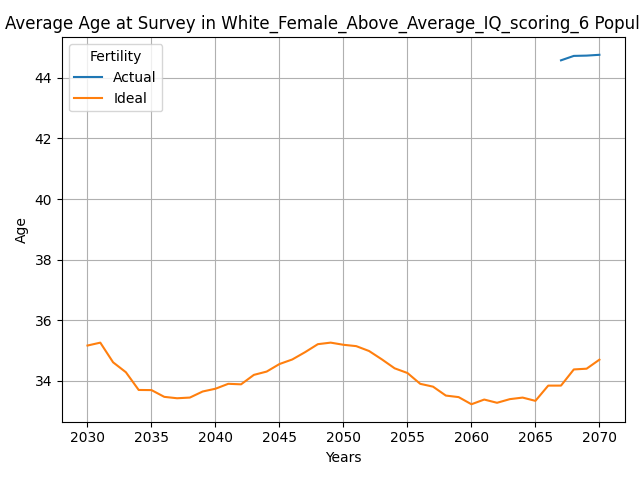 Average Age at Survey in White_Female_Above_Average_IQ_scoring_6 Popul
Fertility
Actual
Ideal
44
42
40
38
36
34
Age
2030 2035 2040 2045 2050 2055 2060 2065 2070
Years